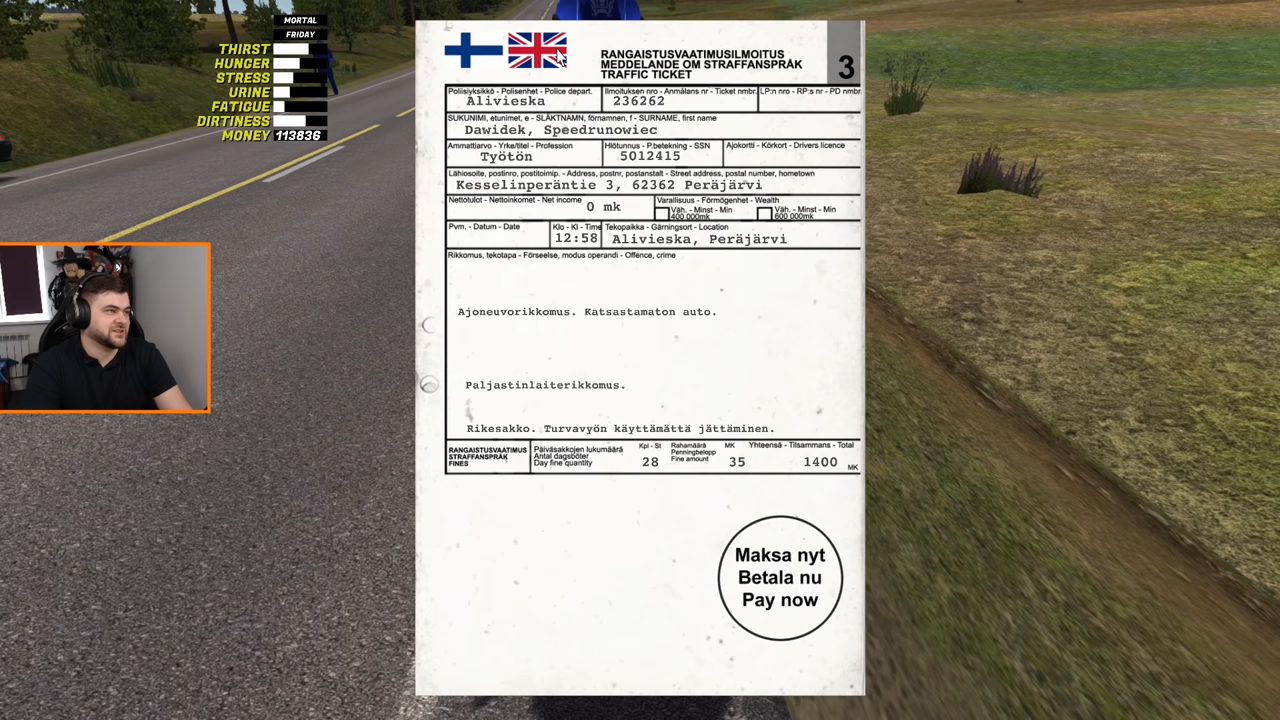 MORTAL
FRIDAY
THIRST
HUNGER
STRESS
URINE
FATIGUE
DIRTINESS
MONEY 113836
RANGAISTUSVAATIMUSILMOITUS
MEDDELANDE OM STRAFFANSPRÅK
TRAFFIC TICKET
3
Poliisiyksikkö - Polisenhet - Police depart.
Ilmoituksen nro - Anmälans nr - Ticket nmbr.
LP:n nro - RP:s nr - PD nmbr.
Alivieska
236262
SUKUNIMI, etunimet, e - SLÄKTNAMN, förnamnen, f - SURNAME, first name
Dawidek, Speedrunowiec
Ammattiarvo - Yrke/titel - Profession
Hlötunnus - P.betekning - SSN
Ajokortti - Körkort - Drivers licence
Työtön
5012415
Lähiosoite, postinro, postitoimip. - Address, postnr, postanstalt - Street address, postal number, hometown
Kesselinperäntie 3, 62362 Peräjärvi
Nettotulot - Nettoinkomet - Net income
0 mk
Varallisuus - Förmögenhet - Wealth
Väh. - Minst - Min
400 000mk
Väh. - Minst - Min
600 000mk
Pvm. - Datum - Date
Klo - Kl - Time
Tekopaikka - Gärningsort - Location
12:58
Alivieska, Peräjärvi
Rikkomus, tekotapa - Förseelse, modus operandi - Offence, crime
Ajoneuvorikkomus. Katsastamaton auto.
Paljastinlaiterikkomus.
Rikesakko. Turvavyön käyttämättä jättäminen.
RANGAISTUSVAATIMUS
STRAFFANSPRÅK
FINES
Päiväsakkojen lukumäärä
Antal dagsböter
Day fine quantity
Kpl - St
28
Rahamäärä
Penningbelopp
Fine amount
MK
35
Yhteensä - Tilsammans - Total
1400
MK
Maksa nyt
Betala nu
Pay now